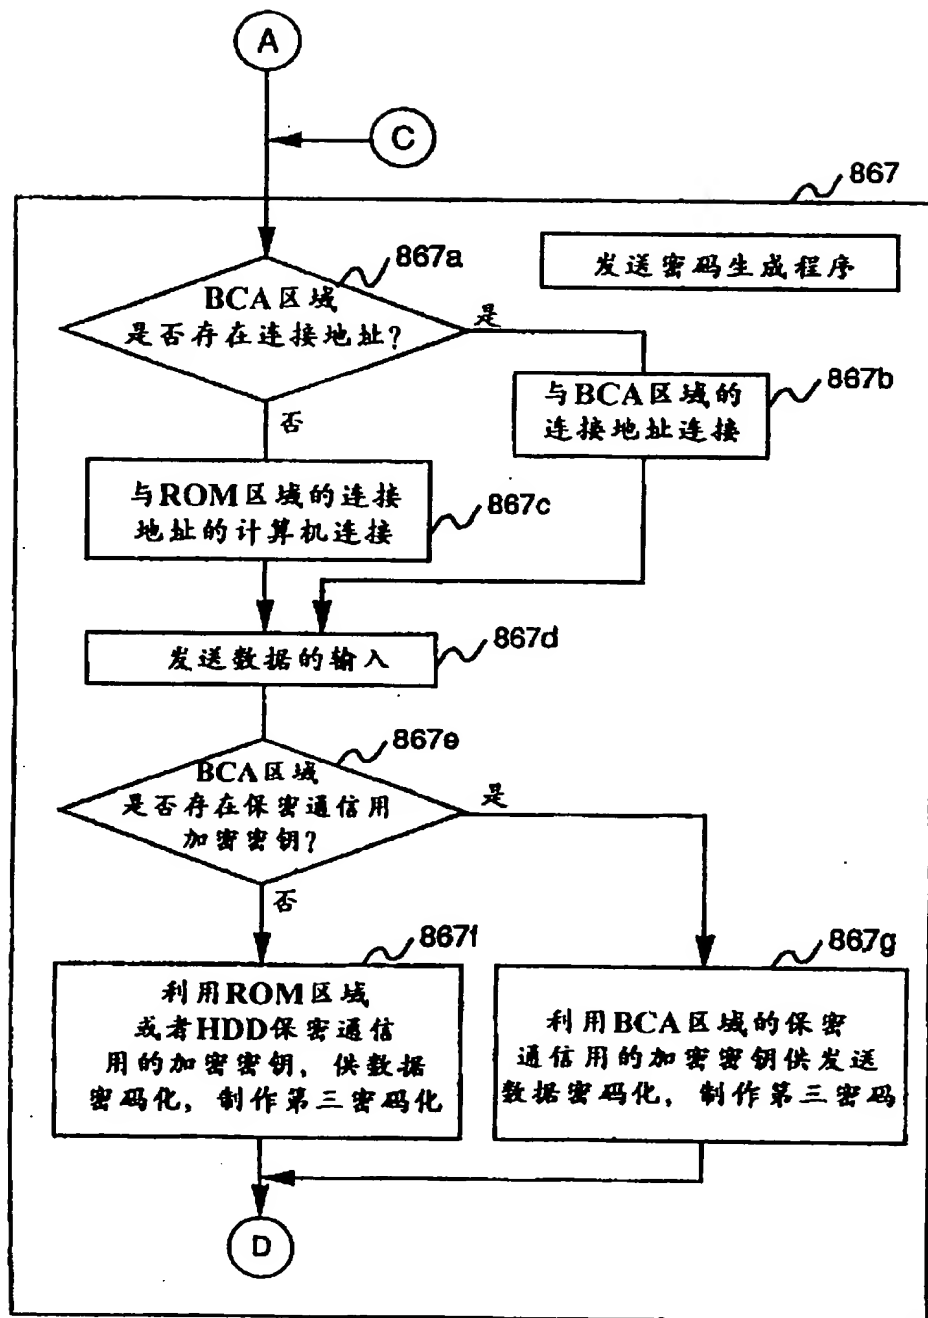 A
C
867
867a
发送密码生成程序
BCA区域
是否存在连接地址?
是
867b
与BCA区域的
连接地址连接
否
与ROM区域的连接
地址的计算机连接
867c
发送数据的输入
867d
867e
BCA区域
是否存在保密通信用
加密密钥?
是
否
867f
利用ROM区域
或者HDD保密通信
用的加密密钥，供数据
密码化，制作第三密码化
867g
利用BCA区域的保密
通信用的加密密钥供发送
数据密码化，制作第三密码
D